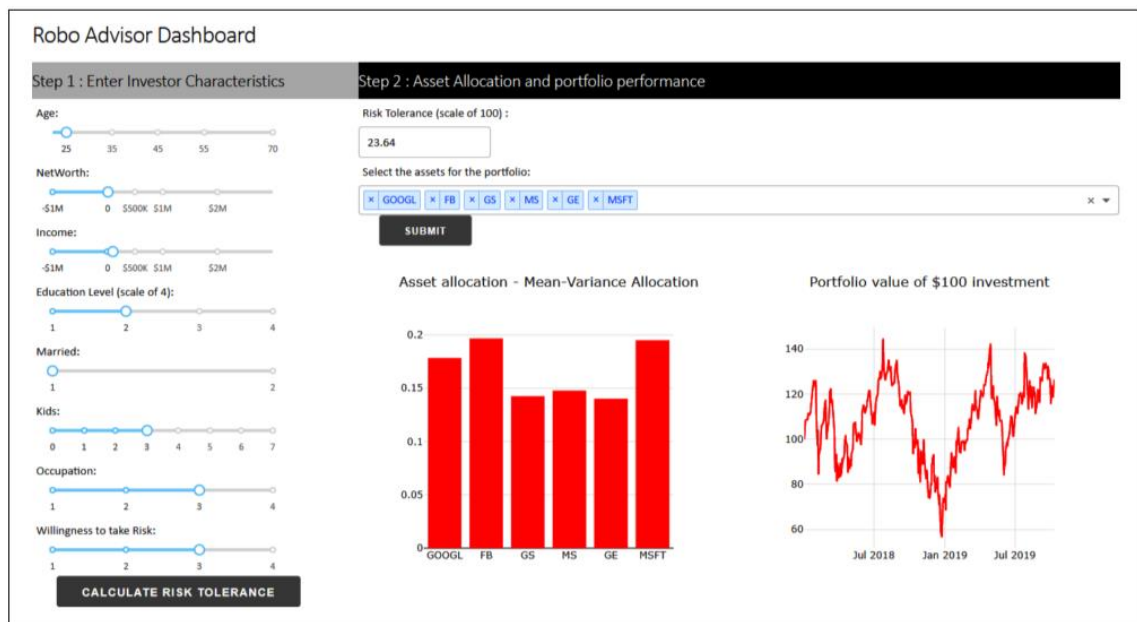 Robo Advisor Dashboard
Step 1 : Enter Investor Characteristics
Age:
25 35 45 55 70
NetWorth:
-$1M 0 $500K $1M $2M
Income:
-$1M 0 $500K $1M $2M
Education Level (scale of 4):
1 2 3 4
Married:
1 2
Kids:
0 1 2 3 4 5 6 7
Occupation:
1 2 3 4
Willingness to take Risk:
1 2 3 4
CALCULATE RISK TOLERANCE
Step 2 : Asset Allocation and portfolio performance
Risk Tolerance (scale of 100) :
23.64
Select the assets for the portfolio:
× GOOGL × FB × GS × MS × GE × MSFT ×
SUBMIT
Asset allocation - Mean-Variance Allocation
0.2
0.15
0.1
0.05
0
GOOGL FB GS MS GE MSFT
Portfolio value of $100 investment
140
120
100
80
60
Jul 2018 Jan 2019 Jul 2019